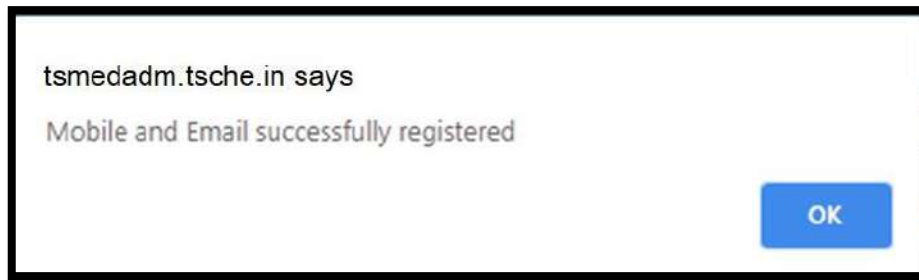 tsmedadm.tsche.in says
Mobile and Email successfully registered
OK